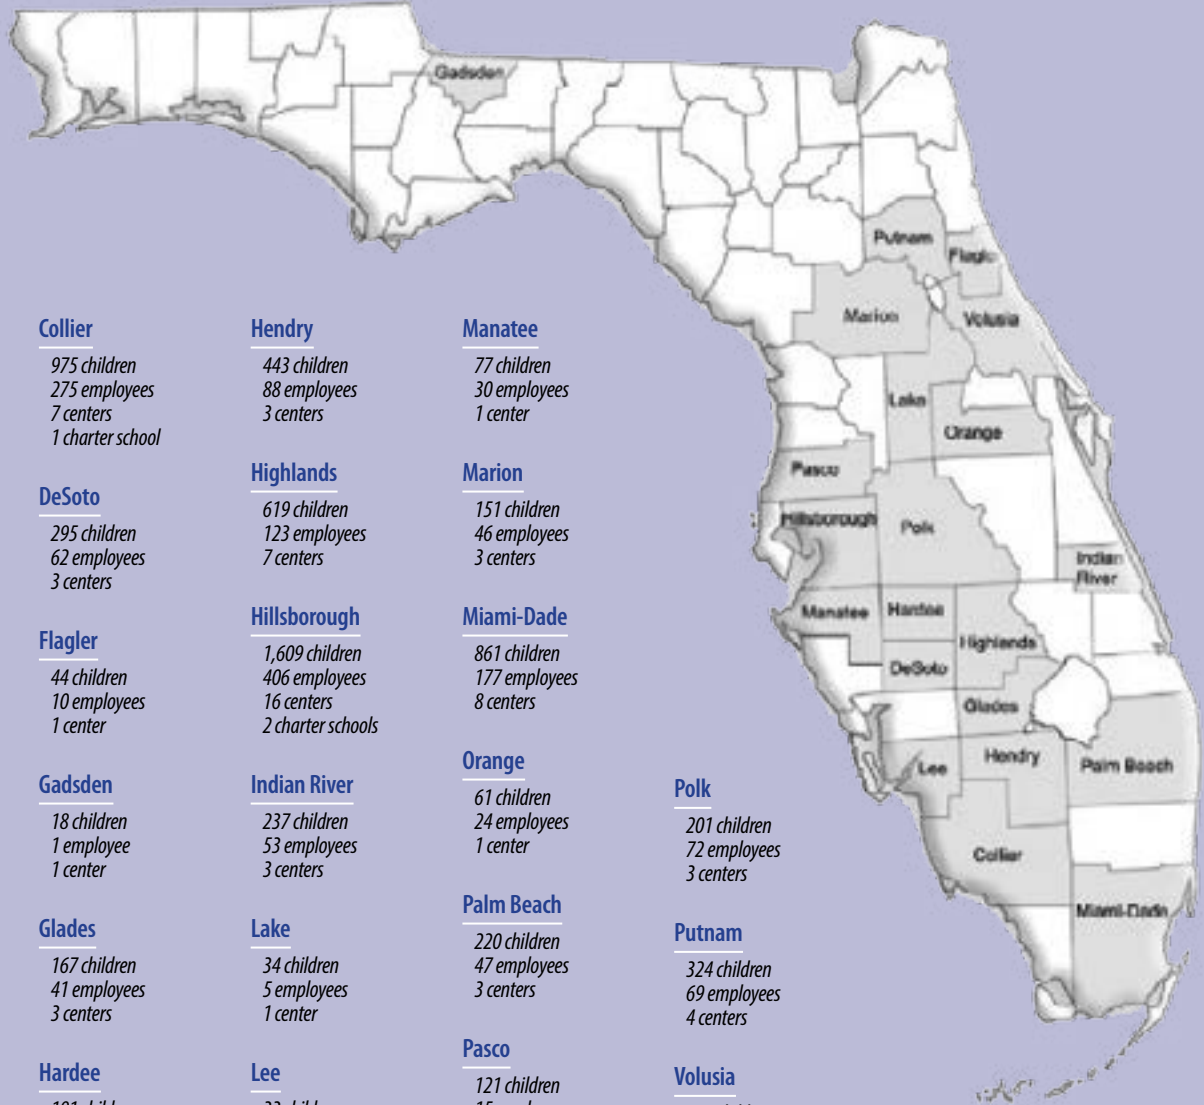 Collier
975 children
275 employees
7 centers
1 charter school
DeSoto
295 children
62 employees
3 centers
Flagler
44 children
10 employees
1 center
Gadsden
18 children
1 employee
1 center
Glades
167 children
41 employees
3 centers
Hardee
Hendry
443 children
88 employees
3 centers
Highlands
619 children
123 employees
7 centers
Hillsborough
1,609 children
406 employees
16 centers
2 charter schools
Indian River
237 children
53 employees
3 centers
Lake
34 children
5 employees
1 center
Lee
Manatee
77 children
30 employees
1 center
Marion
151 children
46 employees
3 centers
Miami-Dade
861 children
177 employees
8 centers
Orange
61 children
24 employees
1 center
Palm Beach
220 children
47 employees
3 centers
Pasco
121 children
Polk
201 children
72 employees
3 centers
Putnam
324 children
69 employees
4 centers
Volusia
Gadsden
Putnam
Marion
Volusia
Lake
Orange
Pasco
Hillsborough
Polk
Indian
River
Manatee
Hardee
Highlands
DeSoto
Glades
Lee
Hendry
Palm Beach
Collier
Miami-Dade